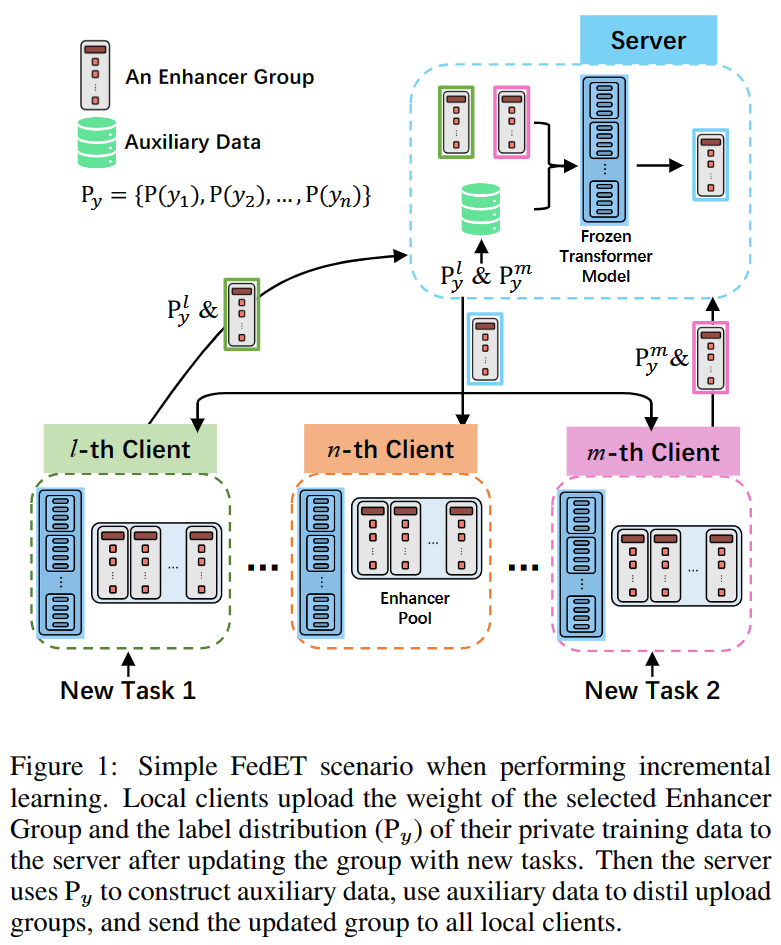 Server
An Enhancer Group
Auxiliary Data
P_y = {P(y_1), P(y_2), ..., P(y_n)}
Frozen
Transformer
Model
P_y^l & P_y^m
P_y^l &
P_y^m &
l-th Client
n-th Client
m-th Client
...
...
Enhancer
Pool
New Task 1
New Task 2
Figure 1: Simple FedET scenario when performing incremental
learning. Local clients upload the weight of the selected Enhancer
Group and the label distribution (P_y) of their private training data to
the server after updating the group with new tasks. Then the server
uses P_y to construct auxiliary data, use auxiliary data to distil upload
groups, and send the updated group to all local clients.